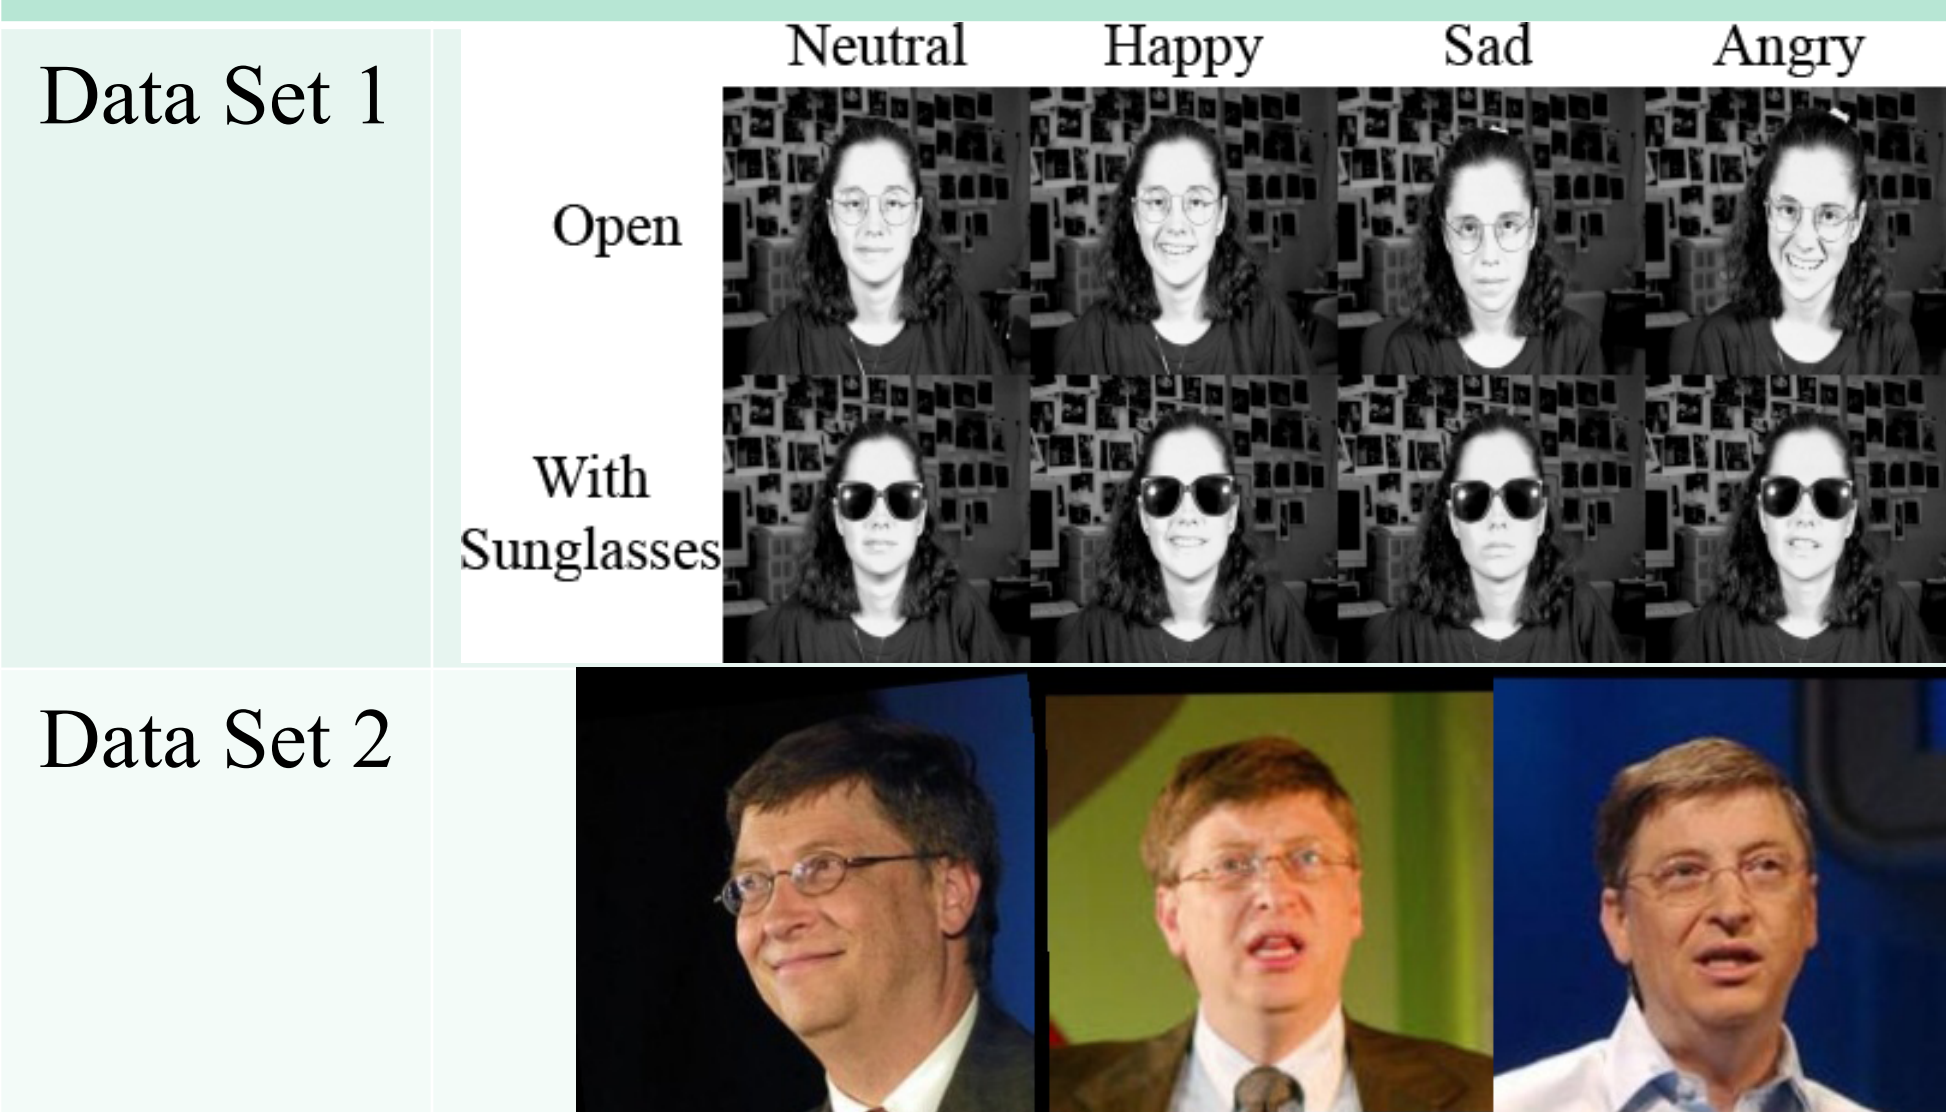 Neutral Happy Sad Angry
Data Set 1
Open
With
Sunglasses
Data Set 2